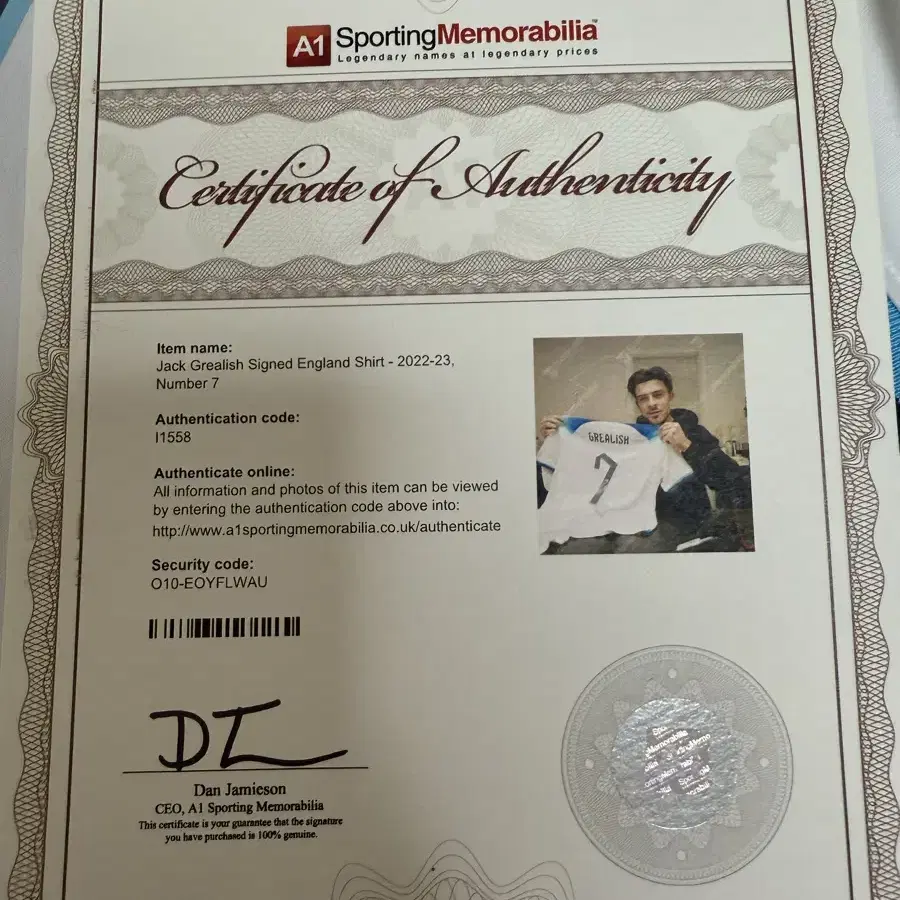 A1 SportingMemorabilia™
Legendary names at legendary prices
Certificate of Authenticity
Item name:
Jack Grealish Signed England Shirt - 2022-23,
Number 7
Authentication code:
I1558
Authenticate online:
All information and photos of this item can be viewed
by entering the authentication code above into:
http://www.a1sportingmemorabilia.co.uk/authenticate
Security code:
O10-EOYFLWAU
GREALISH
7
DJ
Dan Jamieson
CEO, A1 Sporting Memorabilia
This certificate is your guarantee that the signature
you have purchased is 100% genuine.
Memorabilia